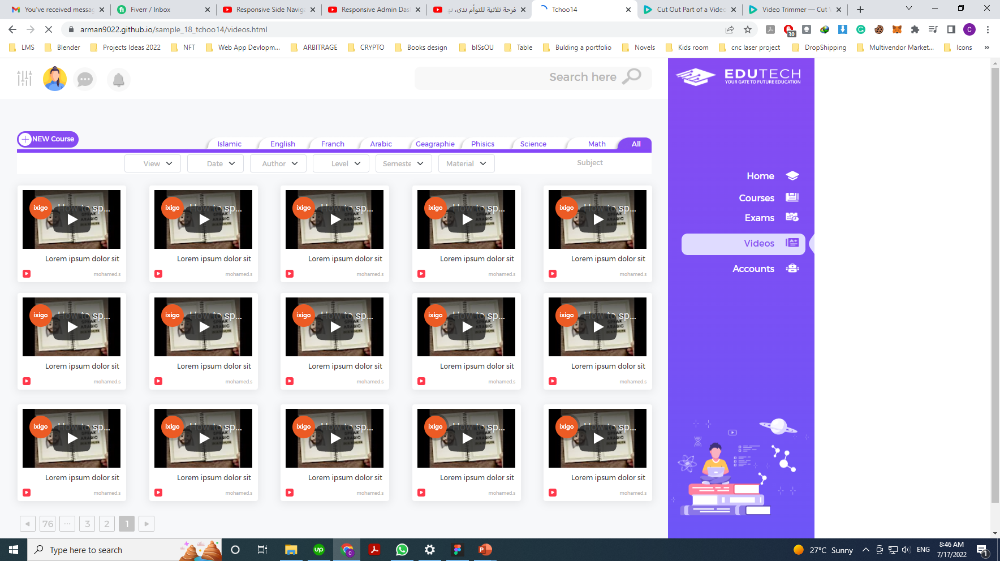 You've received messag
Fiverr / Inbox
Responsive Side Naviga
Responsive Admin Das
فرحة ثلاثية للتوأم ندى، نو
Tchoo14
Cut Out Part of a Video
Video Trimmer — Cut V
arman9022.github.io/sample_18_tchoo14/videos.html
30
C
LMS
Blender
Projects Ideas 2022
NFT
Web App Devlopm...
ARBITRAGE
CRYPTO
Books design
blSsOU
Table
Bulding a portfolio
Novels
Kids room
cnc laser project
DropShipping
Multivendor Market...
Icons
»
Search here
EDUTECH
YOUR GATE TO FUTURE EDUCATION
NEW Course
Islamic
English
Franch
Arabic
Geagraphie
Phisics
Science
Math
All
View
Date
Author
Level
Semeste
Material
Subject
Home
Courses
Exams
Videos
Accounts
ixigo How to sp...
ixigo How to sp...
ixigo How to sp...
ixigo How to sp...
ixigo How to sp...
Lorem ipsum dolor sit
Lorem ipsum dolor sit
Lorem ipsum dolor sit
Lorem ipsum dolor sit
Lorem ipsum dolor sit
mohamed.s
mohamed.s
mohamed.s
mohamed.s
mohamed.s
ixigo How to sp...
ixigo How to sp...
ixigo How to sp...
ixigo How to sp...
ixigo How to sp...
Lorem ipsum dolor sit
Lorem ipsum dolor sit
Lorem ipsum dolor sit
Lorem ipsum dolor sit
Lorem ipsum dolor sit
mohamed.s
mohamed.s
mohamed.s
mohamed.s
mohamed.s
ixigo How to sp...
ixigo How to sp...
ixigo How to sp...
ixigo How to sp...
ixigo How to sp...
Lorem ipsum dolor sit
Lorem ipsum dolor sit
Lorem ipsum dolor sit
Lorem ipsum dolor sit
Lorem ipsum dolor sit
mohamed.s
mohamed.s
mohamed.s
mohamed.s
mohamed.s
76 ... 3 2 1
Type here to search
27°C Sunny
ENG
8:46 AM
7/17/2022
1